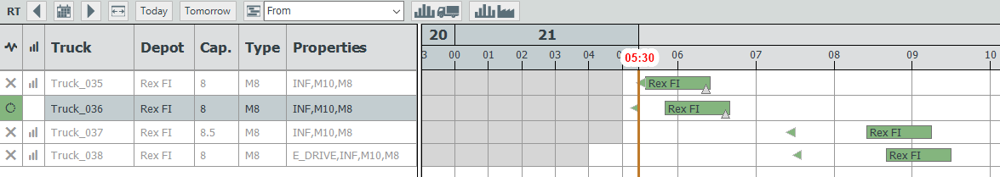 RT Today Tomorrow From
20 21
Truck Depot Cap. Type Properties
3 00 01 02 03 04 05:30 06 07 08 09 10
Truck_035 Rex FI 8 M8 INF,M10,M8 Rex FI
Truck_036 Rex FI 8 M8 INF,M10,M8 Rex FI
Truck_037 Rex FI 8.5 M8 INF,M10,M8 Rex FI
Truck_038 Rex FI 8 M8 E_DRIVE,INF,M10,M8 Rex FI